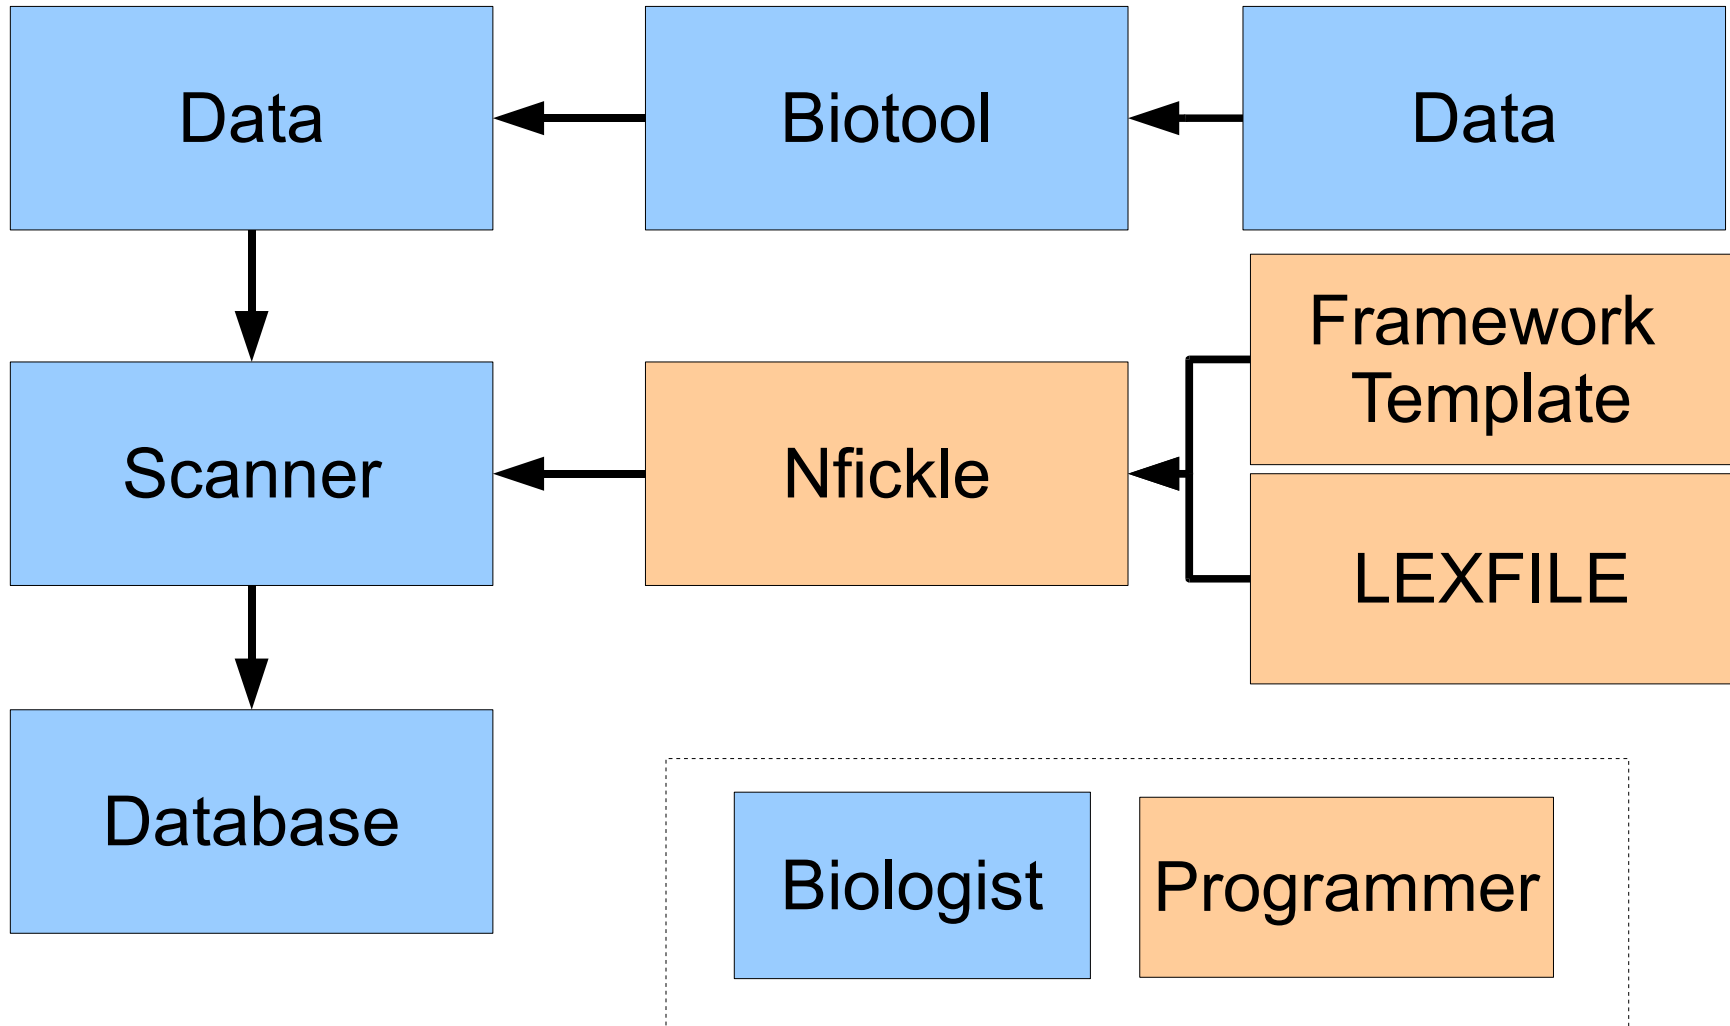 Data
Biotool
Data
Framework
Template
Scanner
Nfickle
LEXFILE
Database
Biologist
Programmer